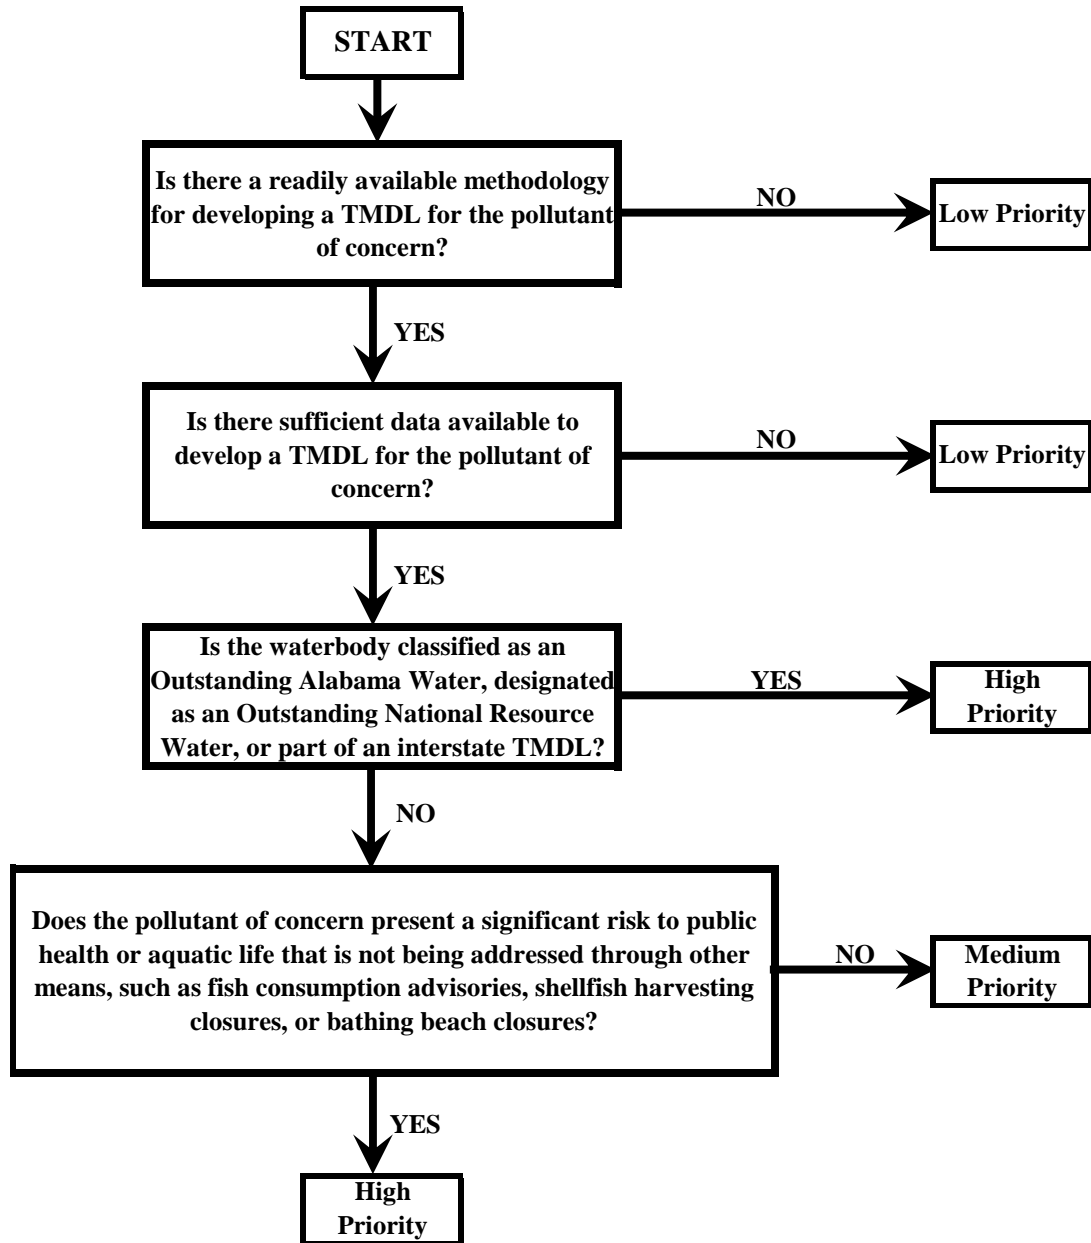 START
Is there a readily available methodology
for developing a TMDL for the pollutant
of concern?
NO
Low Priority
YES
Is there sufficient data available to
develop a TMDL for the pollutant of
concern?
NO
Low Priority
YES
Is the waterbody classified as an
Outstanding Alabama Water, designated
as an Outstanding National Resource
Water, or part of an interstate TMDL?
YES
High
Priority
NO
Does the pollutant of concern present a significant risk to public
health or aquatic life that is not being addressed through other
means, such as fish consumption advisories, shellfish harvesting
closures, or bathing beach closures?
NO
Medium
Priority
YES
High
Priority